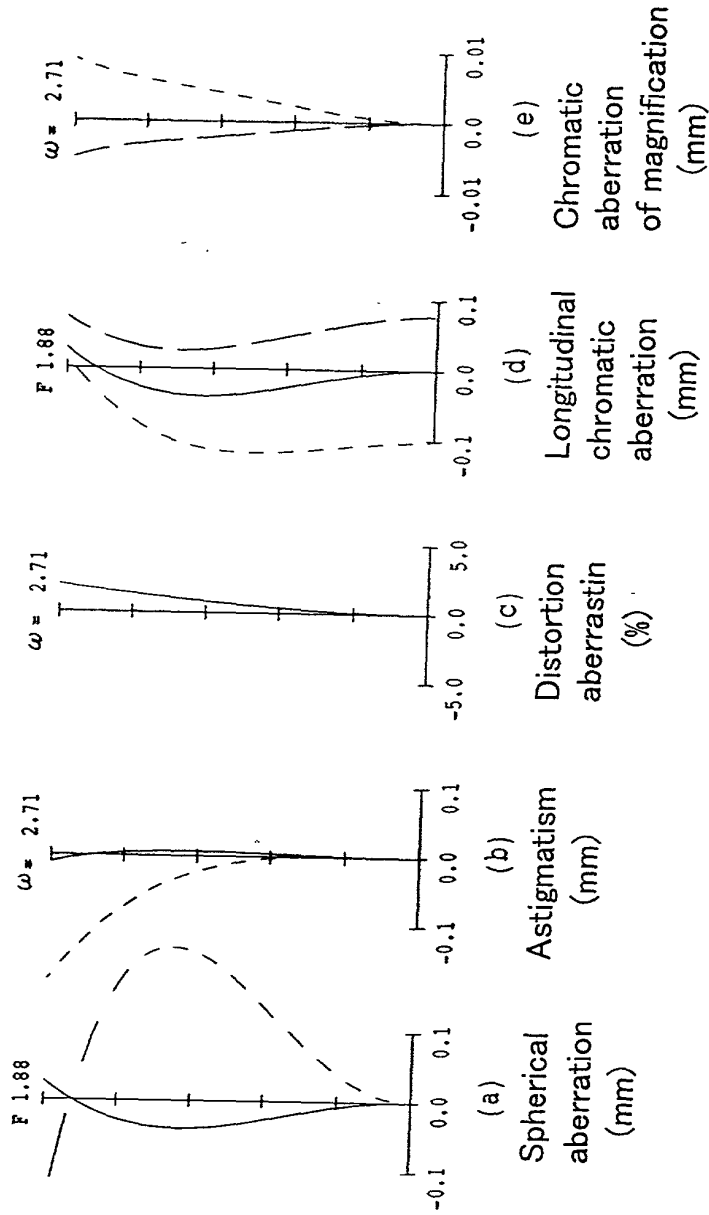 F 1.88
-0.1
0.0
0.1
(a)
Spherical
aberration
(mm)
ω= 2.71
-0.1
0.0
0.1
(b)
Astigmatism
(mm)
ω= 2.71
-5.0
0.0
5.0
(c)
Distortion
aberrastin
(%)
F 1.88
-0.1
0.0
0.1
(d)
Longitudinal
chromatic
aberration
(mm)
ω= 2.71
-0.01
0.0
0.01
(e)
Chromatic
aberration
of magnification
(mm)